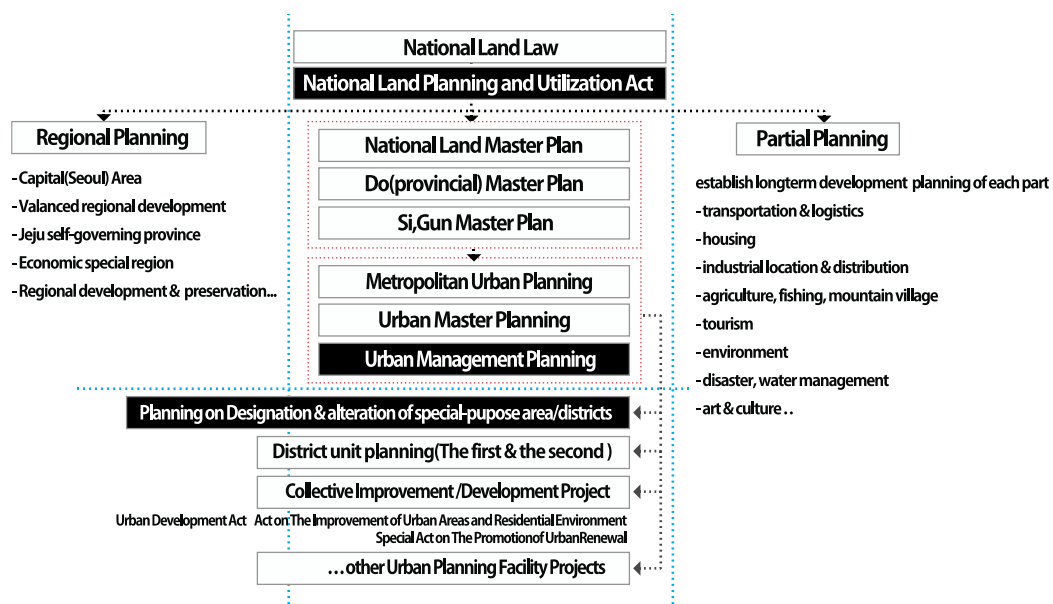 National Land Law
National Land Planning and Utilization Act
Regional Planning
- Capital(Seoul) Area
- Valanced regional development
- Jeju self-governing province
- Economic special region
- Regional development & preservation...
National Land Master Plan
Do(provincial) Master Plan
Si,Gun Master Plan
Metropolitan Urban Planning
Urban Master Planning
Urban Management Planning
Partial Planning
establish longterm development planning of each part
- transportation & logistics
- housing
- industrial location & distribution
- agriculture, fishing, mountain village
- tourism
- environment
- disaster, water management
- art & culture . .
Planning on Designation & alteration of special-pupose area/districts
District unit planning(The first & the second )
Collective Improvement /Development Project
Urban Development Act Act on The Improvement of Urban Areas and Residential Environment
Special Act on The Promotionof UrbanRenewal
...other Urban Planning Facility Projects